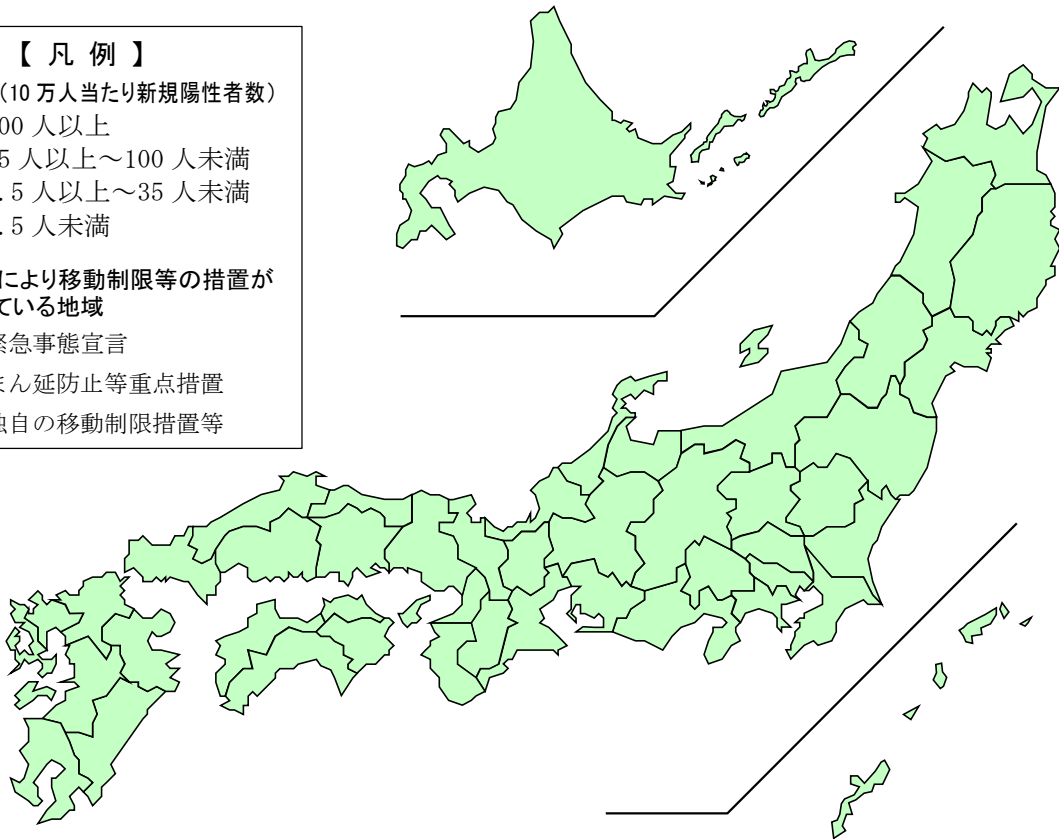 【 凡 例 】
（10 万人当たり新規陽性者数）
00 人以上
5 人以上～100 人未満
.5 人以上～35 人未満
.5 人未満
により移動制限等の措置が
ている地域
緊急事態宣言
まん延防止等重点措置
独自の移動制限措置等